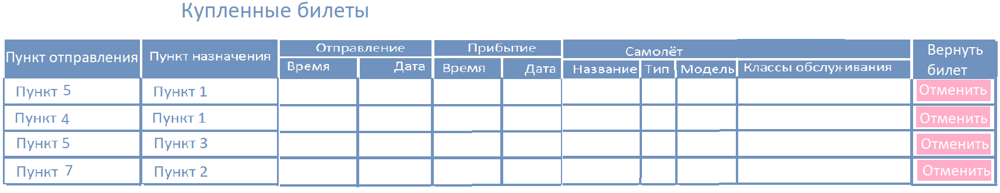 Купленные билеты
Пункт отправления Пункт назначения Отправление Прибытие Самолёт Вернуть билет
Время Дата Время Дата Название Тип Модель Классы обслуживания
Пункт 5 Пункт 1 Отменить
Пункт 4 Пункт 1 Отменить
Пункт 5 Пункт 3 Отменить
Пункт 7 Пункт 2 Отменить